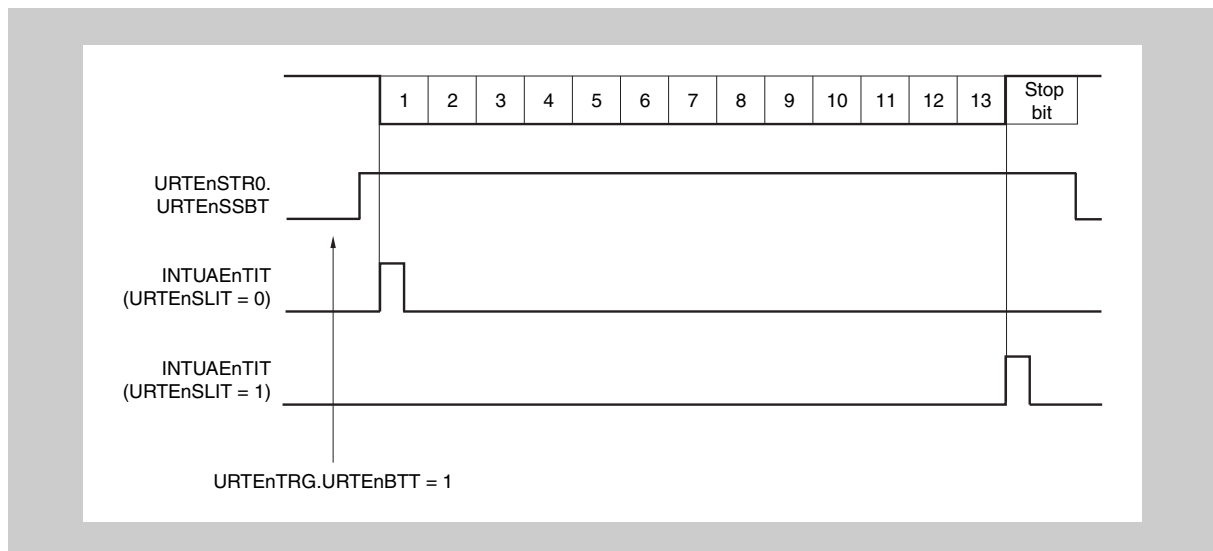 1 2 3 4 5 6 7 8 9 10 11 12 13 Stop
bit
URTEnSTR0.
URTEnSSBT
INTUAEnTIT
(URTEnSLIT = 0)
INTUAEnTIT
(URTEnSLIT = 1)
URTEnTRG.URTEnBTT = 1